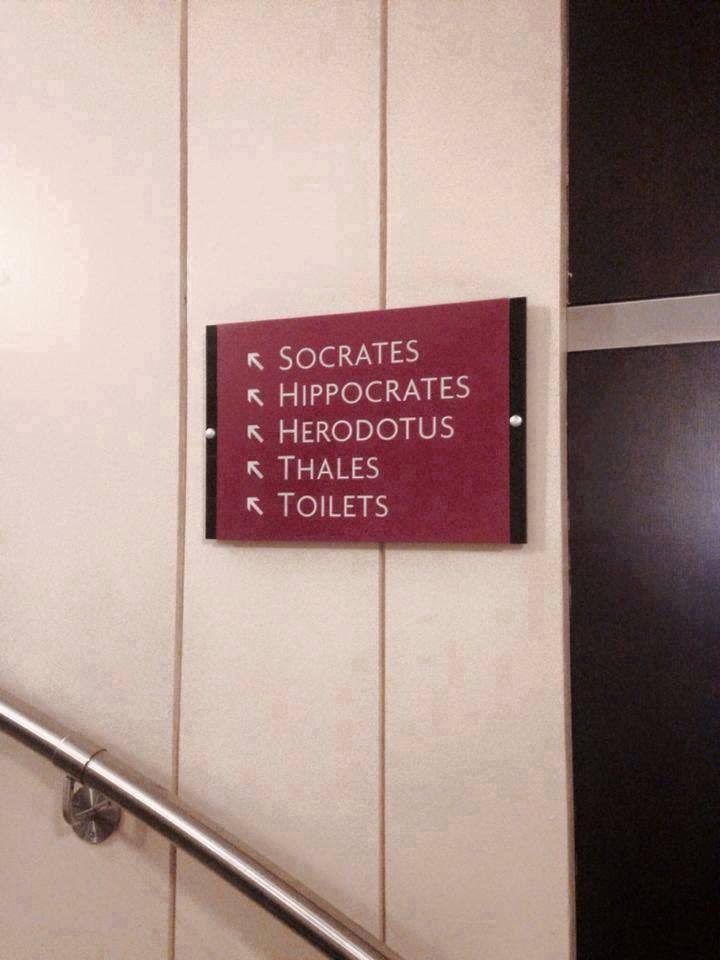 ↖ SOCRATES
↖ HIPPOCRATES
↖ HERODOTUS
↖ THALES
↖ TOILETS